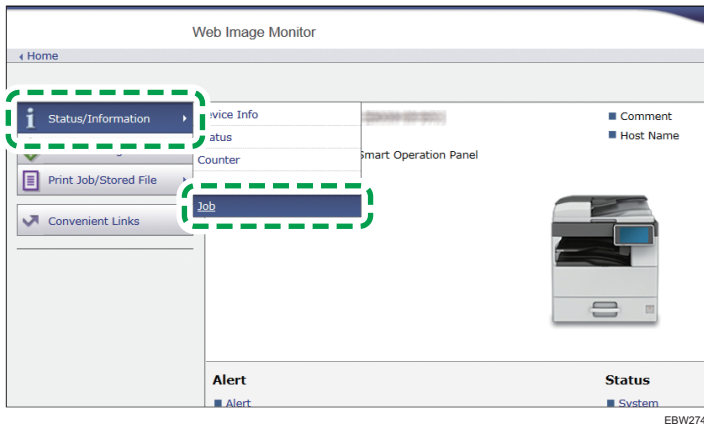 Web Image Monitor
Home
Status/Information
evice Info
atus
Counter
Print Job/Stored File
Job
Convenient Links
Smart Operation Panel
Comment
Host Name
Alert
Alert
Status
System
EBW274